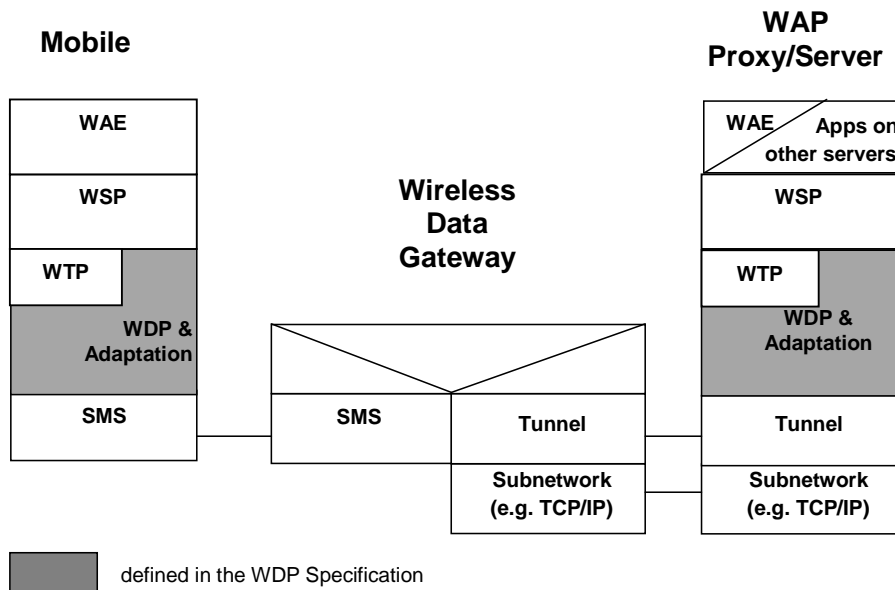 Mobile
WAP
Proxy/Server
WAE
WSP
WTP
WDP &
Adaptation
SMS
Wireless
Data
Gateway
SMS
Tunnel
Subnetwork
(e.g. TCP/IP)
WAE
Apps on
other servers
WSP
WTP
WDP &
Adaptation
Tunnel
Subnetwork
(e.g. TCP/IP)
defined in the WDP Specification